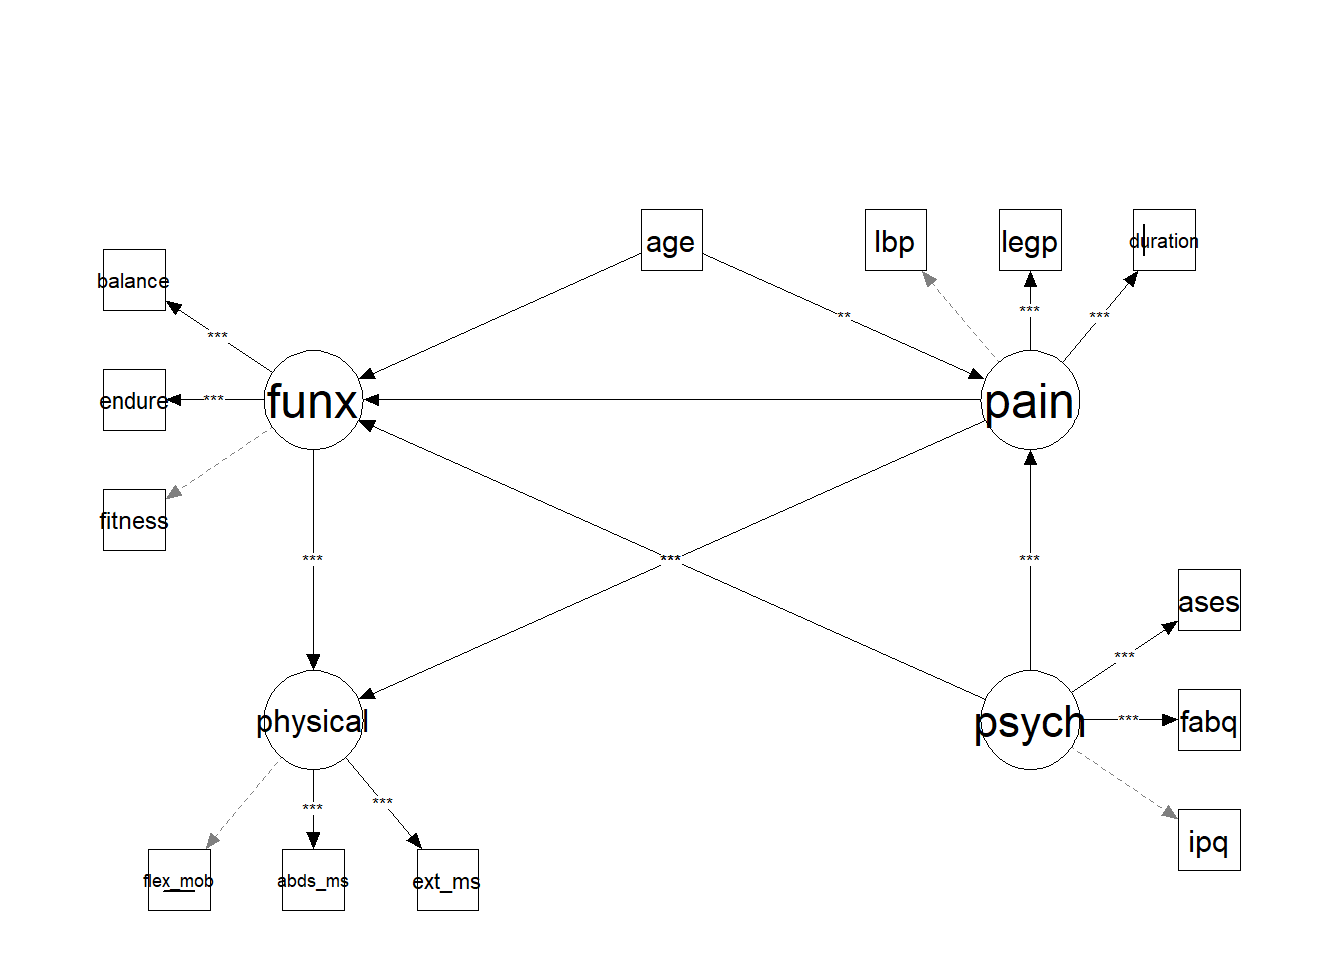 age
lbp
legp
duration
balance
***
**
***
***
endure
***
funx
pain
fitness
***
***
***
ases
***
physical
psych
***
fabq
***
***
ipq
flex_mob
abds_ms
ext_ms